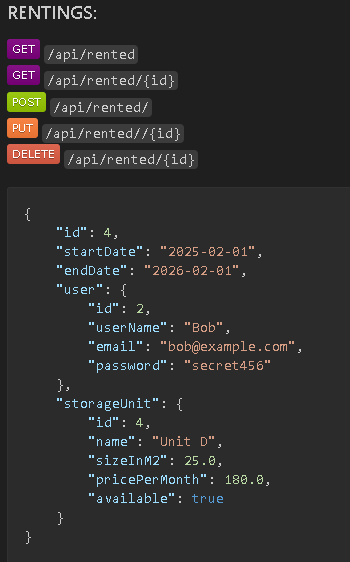 RENTINGS:
GET /api/rented
GET /api/rented/{id}
POST /api/rented/
PUT /api/rented//{id}
DELETE /api/rented/{id}
{
    "id": 4,
    "startDate": "2025-02-01",
    "endDate": "2026-02-01",
    "user": {
        "id": 2,
        "userName": "Bob",
        "email": "bob@example.com",
        "password": "secret456"
    },
    "storageUnit": {
        "id": 4,
        "name": "Unit D",
        "sizeInM2": 25.0,
        "pricePerMonth": 180.0,
        "available": true
    }
}